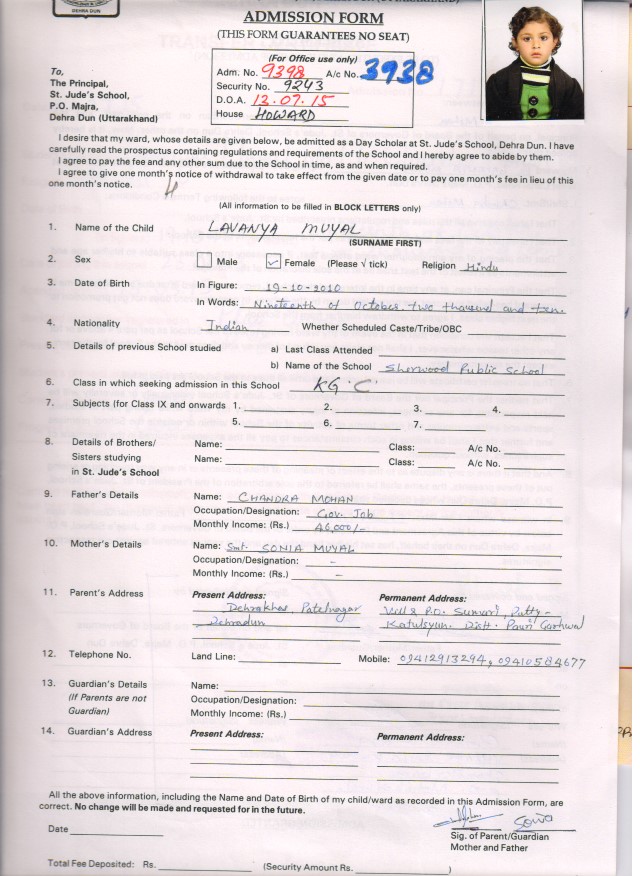 DEHRA DUN
ADMISSION FORM
(THIS FORM GUARANTEES NO SEAT)
(For Office use only)
Adm. No. 9398 A/c No. 3938
Security No. 9243
D.O.A. 12.07.15
House HOWARD
To,
The Principal,
St. Jude's School,
P.O. Majra,
Dehra Dun (Uttarakhand)
I desire that my ward, whose details are given below, be admitted as a Day Scholar at St. Jude's School, Dehra Dun. I have
carefully read the prospectus containing regulations and requirements of the School and I hereby agree to abide by them.
I agree to pay the fee and any other sum due to the School in time, as and when required.
I agree to give one month's notice of withdrawal to take effect from the given date or to pay one month's fee in lieu of this
one month's notice.
(All information to be filled in BLOCK LETTERS only)
1. Name of the Child LAVANYA MUYAL
(SURNAME FIRST)
2. Sex Male Female (Please √ tick) Religion Hindu
3. Date of Birth In Figure: 19-10-2010
In Words: Nineteenth of October two thousand and ten
4. Nationality Indian Whether Scheduled Caste/Tribe/OBC
5. Details of previous School studied a) Last Class Attended
b) Name of the School Sherwood Public School
6. Class in which seeking admission in this School KG 'C'
7. Subjects (for Class IX and onwards 1. 2. 3. 4.
5. 6. 7.
8. Details of Brothers/ Name: Class: A/c No.
Sisters studying Name: Class: A/c No.
in St. Jude's School
9. Father's Details Name: CHANDRA MOHAN
Occupation/Designation: Gov. Job
Monthly Income: (Rs.) 46,000/-
10. Mother's Details Name: Smt. SONIA MUYAL
Occupation/Designation: -
Monthly Income: (Rs.) -
11. Parent's Address Present Address: Permanent Address:
Dehrakhas, Patelnagar Vill & P.O. Sumari, Patty-
Dehradun Katulsyun. Distt. Pauri Garhwal
12. Telephone No. Land Line: Mobile: 09412913294, 09410584677
13. Guardian's Details Name:
(If Parents are not Occupation/Designation:
Guardian) Monthly Income: (Rs.)
14. Guardian's Address Present Address: Permanent Address:
All the above information, including the Name and Date of Birth of my child/ward as recorded in this Admission Form, are
correct. No change will be made and requested for in the future.
Sonia
Date Sig. of Parent/Guardian
Mother and Father
Total Fee Deposited: Rs. (Security Amount Rs. )